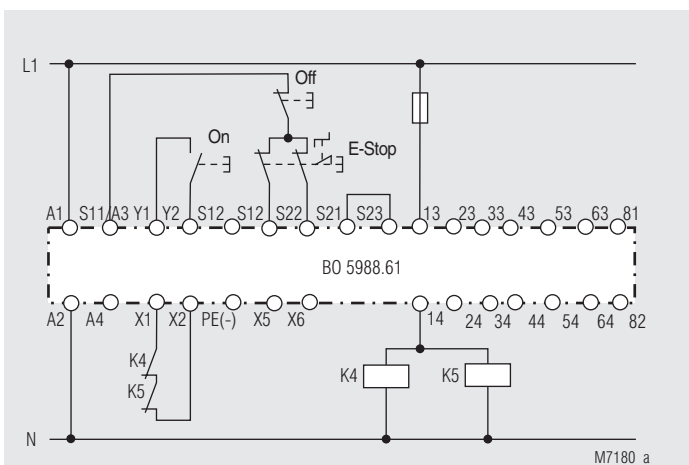 L1
Off
On
E-Stop
A1 S11/A3 Y1 Y2 S12 S12 S22 S21 S23 13 23 33 43 53 63 81
BO 5988.61
A2 A4 X1 X2 PE(-) X5 X6 14 24 34 44 54 64 82
K4
K5
K4 K5
N
M7180_a